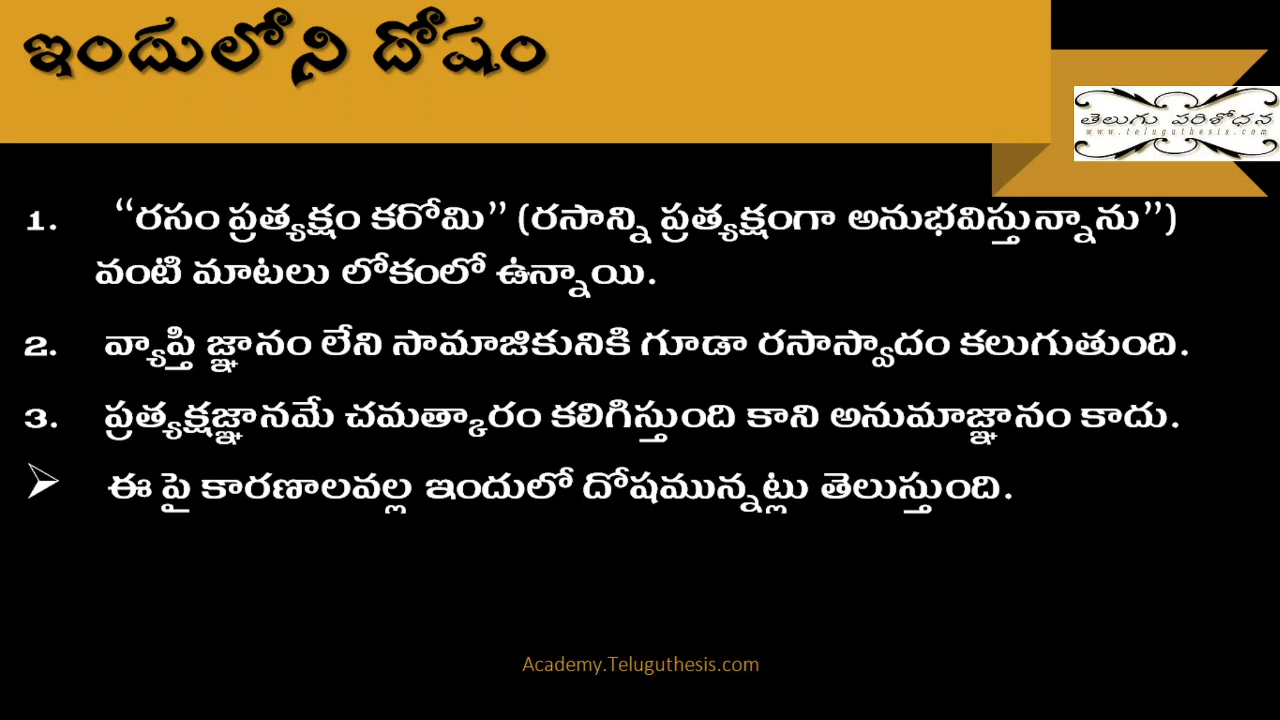 ఇందులోని దోషం
తెలుగు పరిశోధన
www.teluguthesis.com
1. “రసం ప్రత్యక్షం కరోమి” (రసాన్ని ప్రత్యక్షంగా అనుభవిస్తున్నాను”)
వంటి మాటలు లోకంలో ఉన్నాయి.
2. వ్యాప్తి జ్ఞానం లేని సామాజికునికి గూడా రసాస్వాదం కలుగుతుంది.
3. ప్రత్యక్షజ్ఞానమే చమత్కారం కలిగిస్తుంది కాని అనుమాజ్ఞానం కాదు.
➢ ఈ పై కారణాలవల్ల ఇందులో దోషమున్నట్లు తెలుస్తుంది.
Academy.Teluguthesis.com